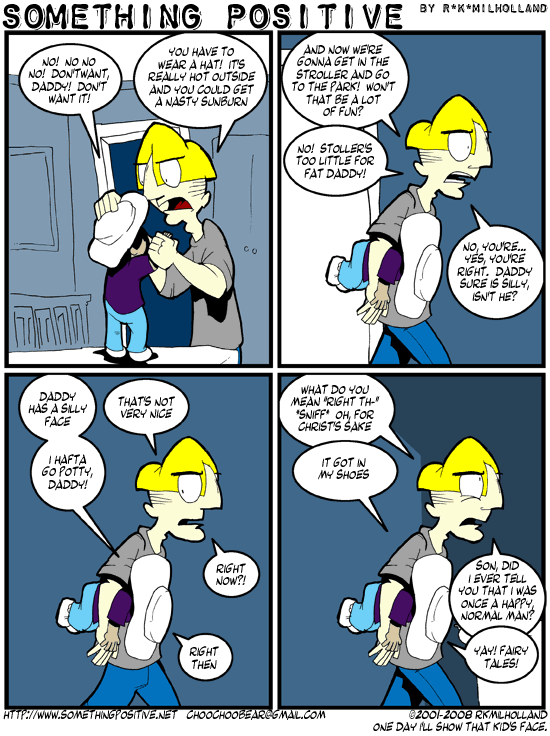 SOMETHING POSITIVE BY R*K*MILHOLLAND
NO! NO NO
NO! DON'TWANT,
DADDY! DON'T
WANT IT!
YOU HAVE TO
WEAR A HAT! IT'S
REALLY HOT OUTSIDE
AND YOU COULD GET
A NASTY SUNBURN
AND NOW WE'RE
GONNA GET IN THE
STROLLER AND GO
TO THE PARK! WON'T
THAT BE A LOT
OF FUN?
NO! STOLLER'S
TOO LITTLE FOR
FAT DADDY!
NO, YOU'RE...
YES, YOU'RE
RIGHT. DADDY
SURE IS SILLY,
ISN'T HE?
DADDY
HAS A SILLY
FACE
THAT'S NOT
VERY NICE
I HAFTA
GO POTTY,
DADDY!
RIGHT
NOW?!
RIGHT
THEN
WHAT DO YOU
MEAN "RIGHT TH-"
*SNIFF* OH, FOR
CHRIST'S SAKE
IT GOT IN
MY SHOES
SON, DID
I EVER TELL
YOU THAT I WAS
ONCE A HAPPY,
NORMAL MAN?
YAY! FAIRY
TALES!
HTTP://WWW.SOMETHINGPOSITIVE.NET CHOOCHOOBEAR@GMAIL.COM ©2001-2008 RKMILHOLLAND
ONE DAY I'LL SHOW THAT KID'S FACE.